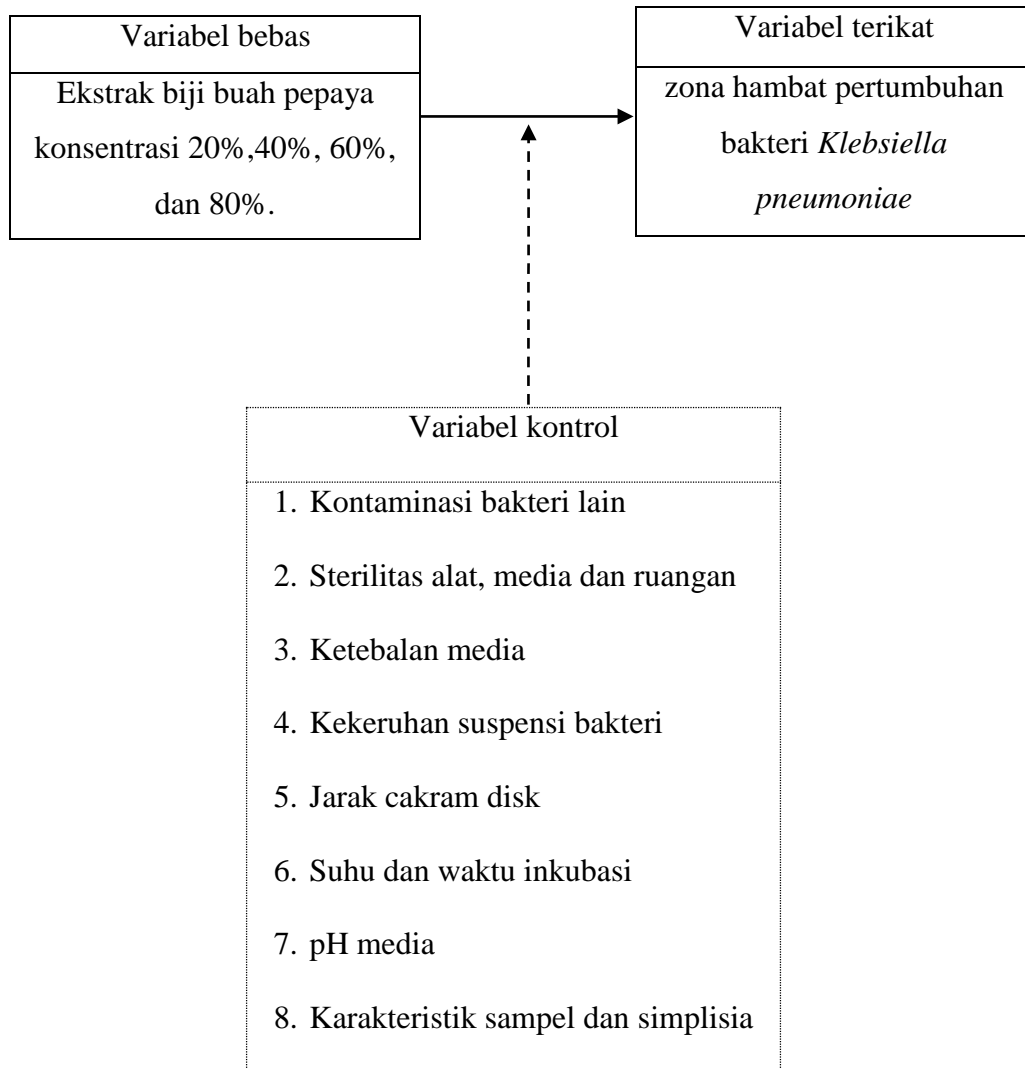 Variabel bebas
Ekstrak biji buah pepaya
konsentrasi 20%,40%, 60%,
dan 80%.
Variabel terikat
zona hambat pertumbuhan
bakteri Klebsiella
pneumoniae
Variabel kontrol
1. Kontaminasi bakteri lain
2. Sterilitas alat, media dan ruangan
3. Ketebalan media
4. Kekeruhan suspensi bakteri
5. Jarak cakram disk
6. Suhu dan waktu inkubasi
7. pH media
8. Karakteristik sampel dan simplisia